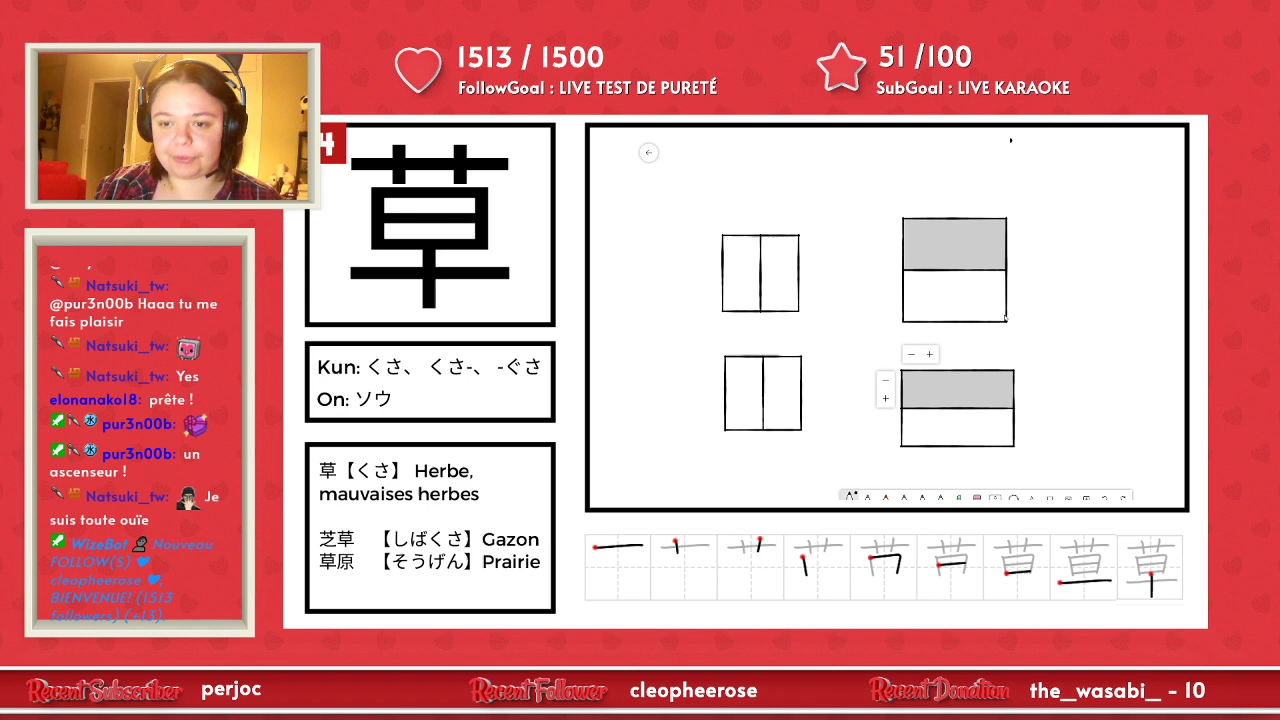 1513 / 1500
FollowGoal : LIVE TEST DE PURETÉ
51 /100
SubGoal : LIVE KARAOKE
4
草
Kun: くさ、 くさ-、 -ぐさ
On: ソウ
草【くさ】 Herbe,
mauvaises herbes
芝草 【しばくさ】Gazon
草原 【そうげん】Prairie
Natsuki_tw:
@pur3n00b Haaa tu me
fais plaisir
Natsuki_tw:
Natsuki_tw: Yes
elonanako18: prête !
pur3n00b:
pur3n00b: un
ascenseur !
Natsuki_tw: Je
suis toute ouïe
WizeBot Nouveau
FOLLOW(S)
cleopheerose
BIENVENUE! (1513
followers) (+13).
Recent Subscriber perjoc
Recent Follower cleopheerose
Recent Donation the_wasabi_ - 10